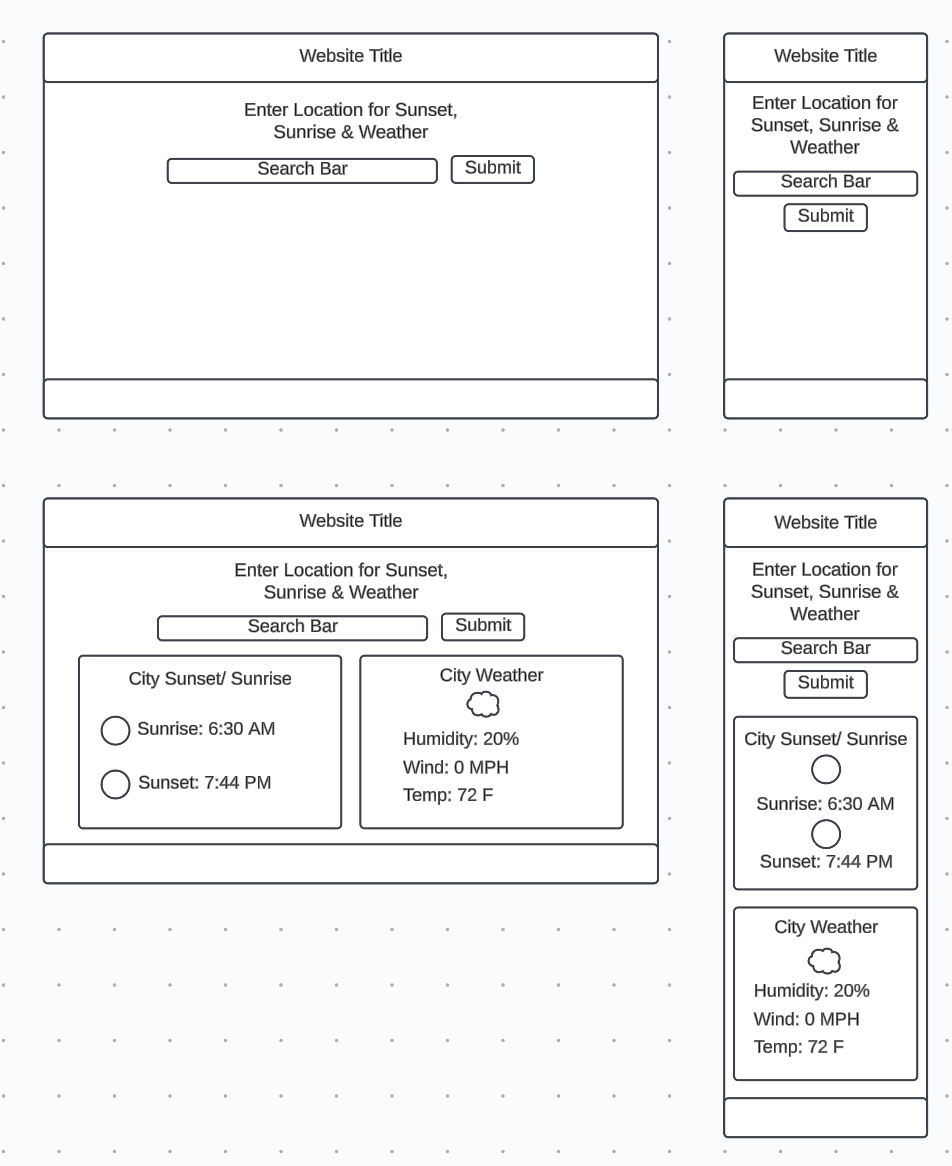 Website Title
Enter Location for Sunset,
Sunrise & Weather
Search Bar
Submit
Website Title
Enter Location for
Sunset, Sunrise &
Weather
Search Bar
Submit
Website Title
Enter Location for Sunset,
Sunrise & Weather
Search Bar
Submit
City Sunset/ Sunrise
Sunrise: 6:30 AM
Sunset: 7:44 PM
City Weather
Humidity: 20%
Wind: 0 MPH
Temp: 72 F
Website Title
Enter Location for
Sunset, Sunrise &
Weather
Search Bar
Submit
City Sunset/ Sunrise
Sunrise: 6:30 AM
Sunset: 7:44 PM
City Weather
Humidity: 20%
Wind: 0 MPH
Temp: 72 F